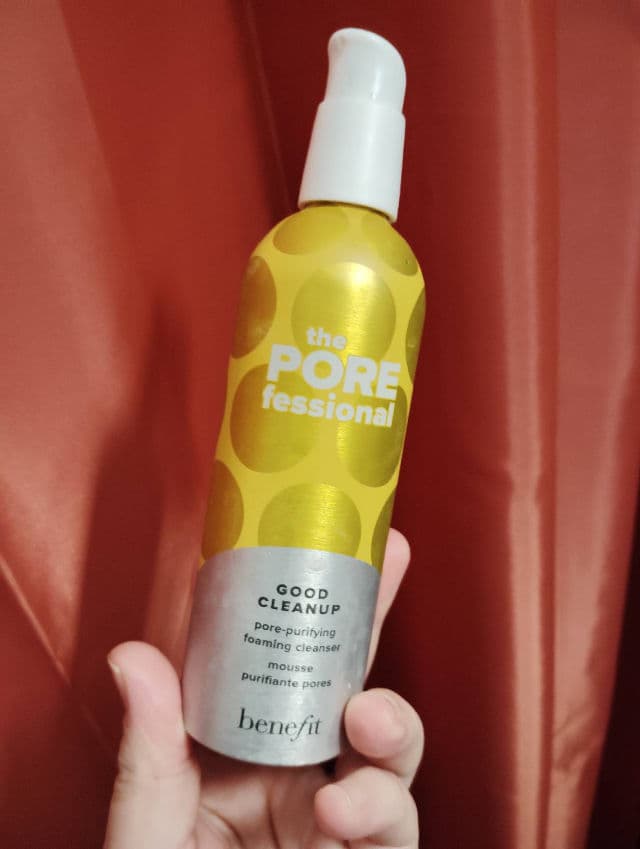 the
PORE
fessional
GOOD
CLEANUP
pore-purifying
foaming cleanser
mousse
purifiante pores
benefit